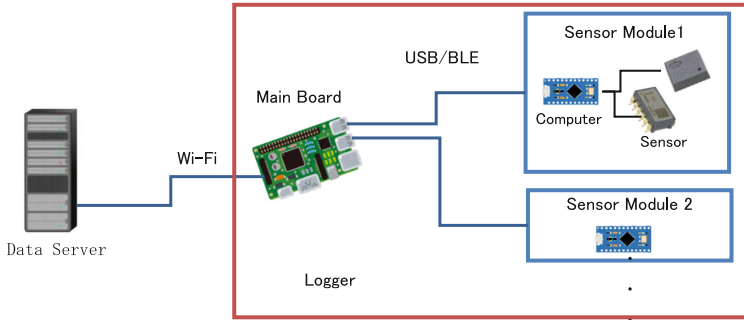 Sensor Module1
USB/BLE
Main Board
Computer
Sensor
Wi-Fi
Sensor Module 2
Data Server
Logger